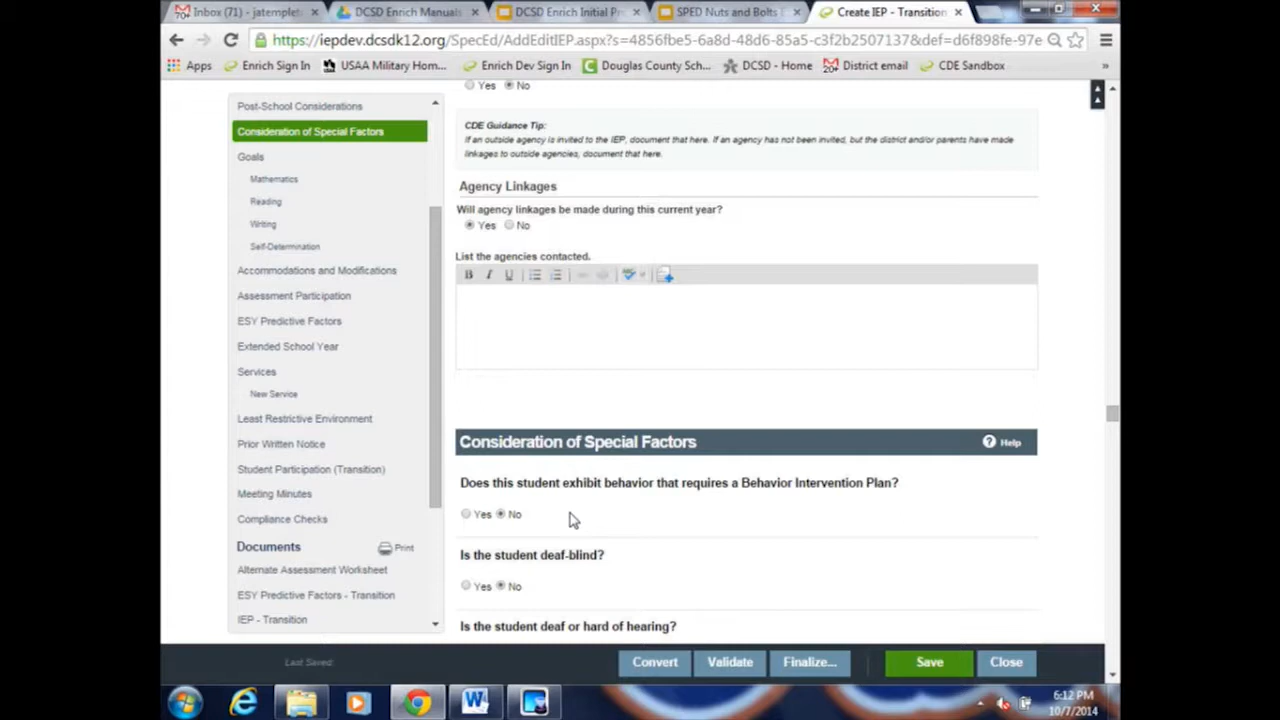 Inbox (71) - jatemplet
DCSD Enrich Manuals
DCSD Enrich Initial Pr
SPED Nuts and Bolts
Create IEP - Transition
https://iepdev.dcsdk12.org/SpecEd/AddEditIEP.aspx?s=4856fbe5-6a8d-48d6-85a5-c3f2b2507137&def=d6f898fe-97e
Apps
Enrich Sign In
USAA Military Hom...
Enrich Dev Sign In
Douglas County Sch...
DCSD - Home
District email
CDE Sandbox
»
Post-School Considerations
Consideration of Special Factors
Goals
Mathematics
Reading
Writing
Self-Determination
Accommodations and Modifications
Assessment Participation
ESY Predictive Factors
Extended School Year
Services
New Service
Least Restrictive Environment
Prior Written Notice
Student Participation (Transition)
Meeting Minutes
Compliance Checks
Documents Print
Alternate Assessment Worksheet
ESY Predictive Factors - Transition
IEP - Transition
Yes No
CDE Guidance Tip:
If an outside agency is invited to the IEP, document that here. If an agency has not been invited, but the district and/or parents have made
linkages to outside agencies, document that here.
Agency Linkages
Will agency linkages be made during this current year?
Yes No
List the agencies contacted.
B I U
Consideration of Special Factors
? Help
Does this student exhibit behavior that requires a Behavior Intervention Plan?
Yes No
Is the student deaf-blind?
Yes No
Is the student deaf or hard of hearing?
Last Saved
Convert Validate Finalize... Save Close
6:12 PM
10/7/2014